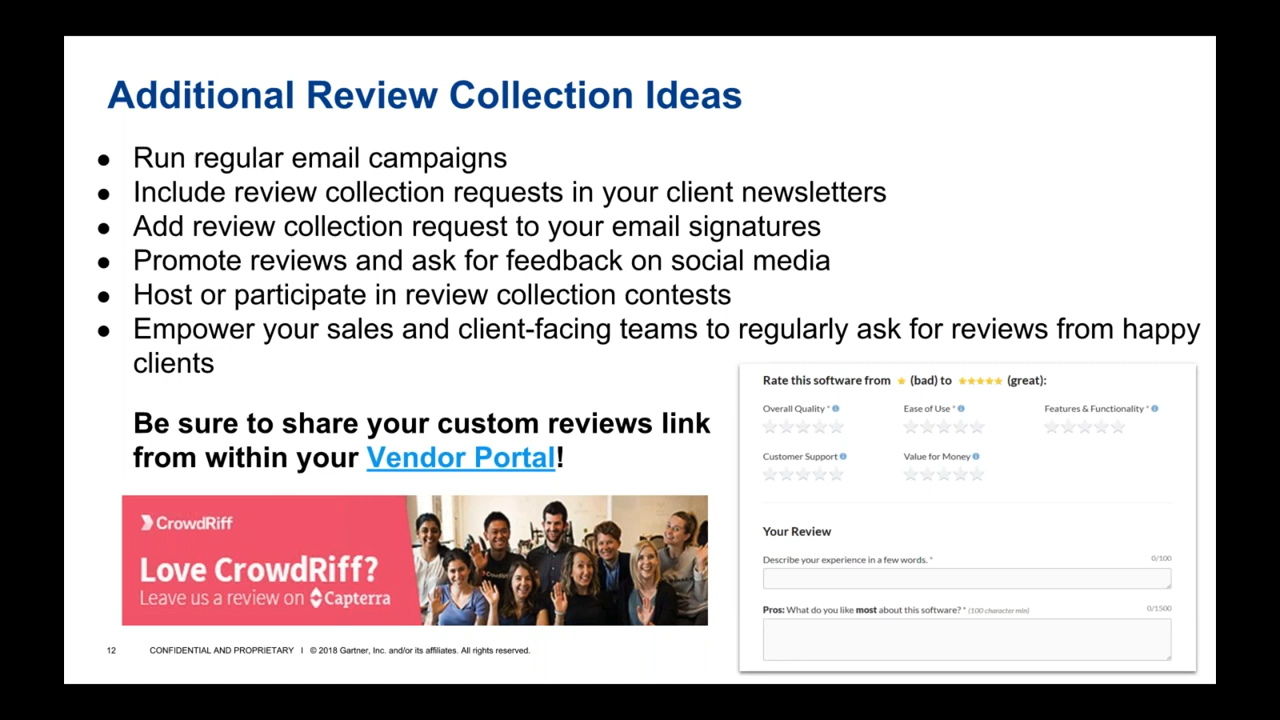 Additional Review Collection Ideas
● Run regular email campaigns
● Include review collection requests in your client newsletters
● Add review collection request to your email signatures
● Promote reviews and ask for feedback on social media
● Host or participate in review collection contests
● Empower your sales and client-facing teams to regularly ask for reviews from happy
clients
Be sure to share your custom reviews link
from within your Vendor Portal!
CrowdRiff
Love CrowdRiff?
Leave us a review on Capterra
Rate this software from (bad) to (great):
Overall Quality * Ease of Use * Features & Functionality *
Customer Support Value for Money
Your Review
Describe your experience in a few words. * 0/100
Pros: What do you like most about this software? * (100 character min) 0/1500
12 CONFIDENTIAL AND PROPRIETARY I © 2018 Gartner, Inc. and/or its affiliates. All rights reserved.